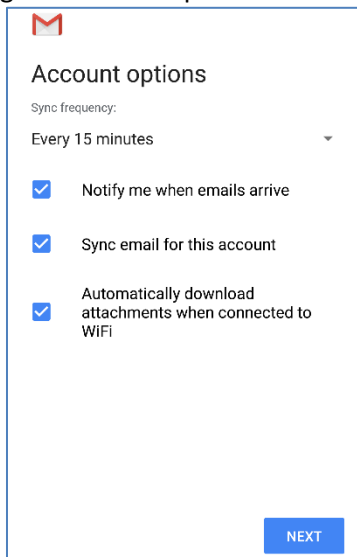 Account options
Sync frequency:
Every 15 minutes
Notify me when emails arrive
Sync email for this account
Automatically download
attachments when connected to
WiFi
NEXT